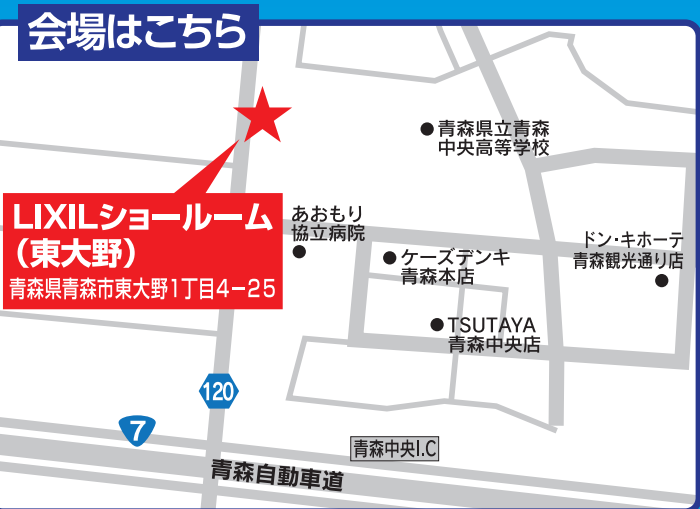 会場はこちら
青森県立青森
中央高等学校
LIXILショールーム
（東大野）
青森県青森市東大野1丁目4−25
あおもり
協立病院
ケーズデンキ
青森本店
ドン・キホーテ
青森観光通り店
TSUTAYA
青森中央店
120
7
青森中央I.C
青森自動車道